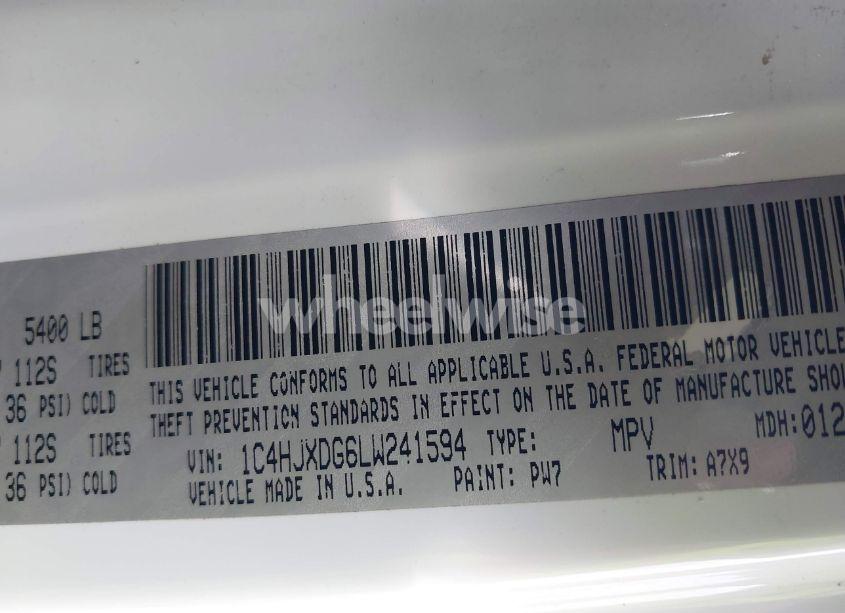 5400 LB
112S TIRES
36 PSI) COLD
112S TIRES
36 PSI) COLD
THIS VEHICLE CONFORMS TO ALL APPLICABLE U.S.A. FEDERAL MOTOR VEHICLE
THEFT PREVENTION STANDARDS IN EFFECT ON THE DATE OF MANUFACTURE SHO
VIN: 1C4HJXDG6LW241594 TYPE: MPV MDH:012
VEHICLE MADE IN U.S.A. PAINT: PW7 TRIM: A7X9
wheelwise